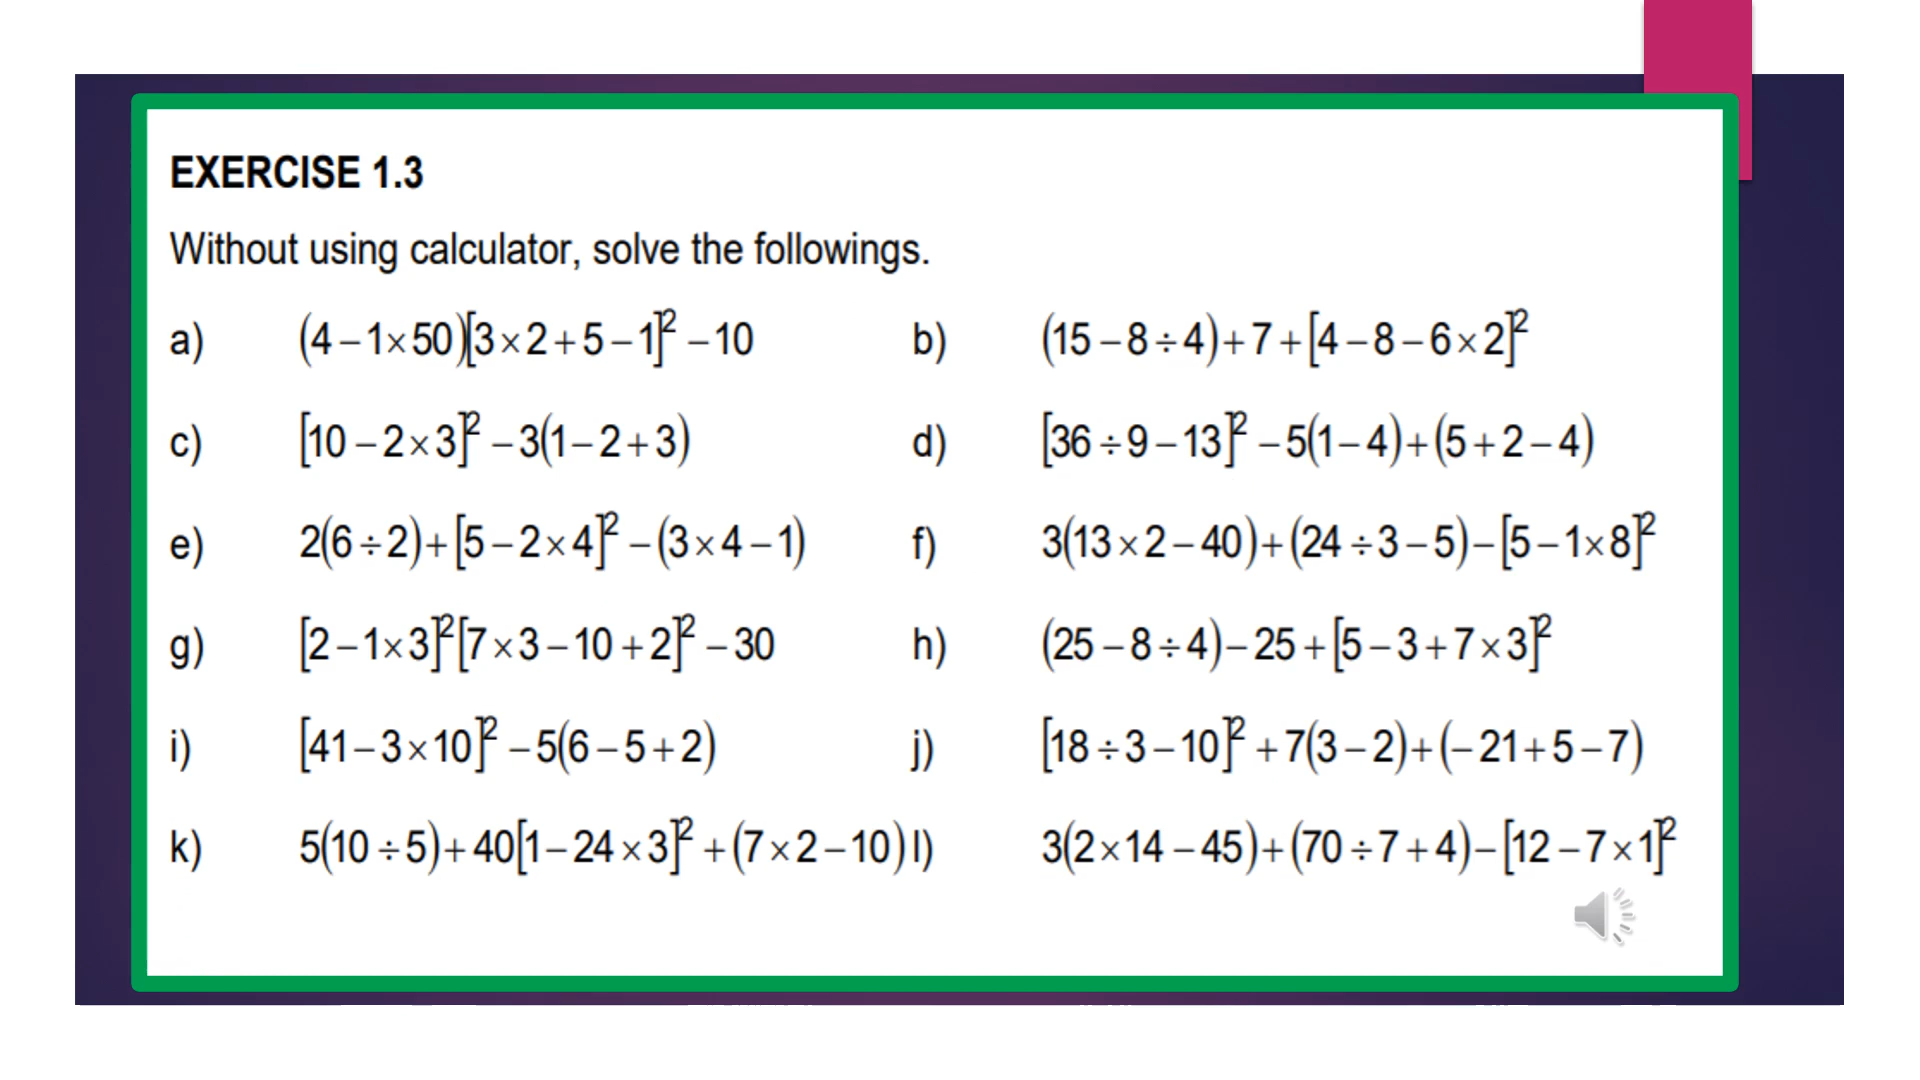 EXERCISE 1.3
Without using calculator, solve the followings.
a) (4 – 1 × 50)[3 × 2 + 5 – 1]² – 10 b) (15 – 8 ÷ 4) + 7 + [4 – 8 – 6 × 2]²
c) [10 – 2 × 3]² – 3(1 – 2 + 3) d) [36 ÷ 9 – 13]² – 5(1 – 4) + (5 + 2 – 4)
e) 2(6 ÷ 2) + [5 – 2 × 4]² – (3 × 4 – 1) f) 3(13 × 2 – 40) + (24 ÷ 3 – 5) – [5 – 1 × 8]²
g) [2 – 1 × 3]²[7 × 3 – 10 + 2]² – 30 h) (25 – 8 ÷ 4) – 25 + [5 – 3 + 7 × 3]²
i) [41 – 3 × 10]² – 5(6 – 5 + 2) j) [18 ÷ 3 – 10]² + 7(3 – 2) + (– 21 + 5 – 7)
k) 5(10 ÷ 5) + 40[1 – 24 × 3]² + (7 × 2 – 10) l) 3(2 × 14 – 45) + (70 ÷ 7 + 4) – [12 – 7 × 1]²